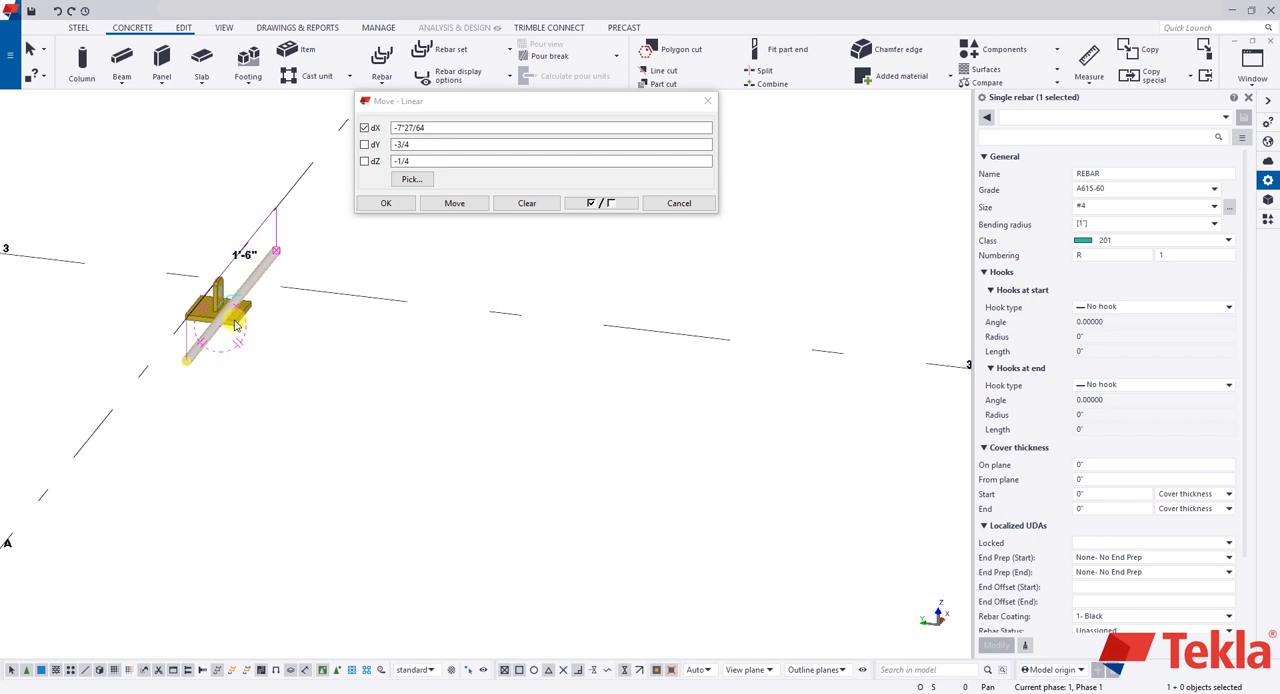 STEEL CONCRETE EDIT VIEW DRAWINGS & REPORTS MANAGE ANALYSIS & DESIGN TRIMBLE CONNECT PRECAST Quick Launch
Column Beam Panel Slab Footing Item Cast unit Rebar Rebar set Rebar display options Pour view Pour break Calculate pour units Polygon cut Line cut Part cut Fit part end Split Combine Chamfer edge Added material Components Surfaces Compare Measure Copy Copy special Window
Move - Linear
dX -7"27/64
dY -3/4
dZ -1/4
Pick...
OK Move Clear / Cancel
3
1'-6"
3
A
Z
Y X
Single rebar (1 selected)
General
Name REBAR
Grade A615-60
Size #4 ...
Bending radius [1"]
Class 201
Numbering R 1
Hooks
Hooks at start
Hook type No hook
Angle 0.00000
Radius 0"
Length 0"
Hooks at end
Hook type No hook
Angle 0.00000
Radius 0"
Length 0"
Cover thickness
On plane 0"
From plane 0"
Start 0" Cover thickness
End 0" Cover thickness
Localized UDAs
Locked
End Prep (Start): None- No End Prep
End Prep (End): None- No End Prep
End Offset (Start):
End Offset (End):
Rebar Coating: 1- Black
Rebar Status: Unassigned
Modify
Tekla®
standard Auto View plane Outline planes Search in model Model origin
O S 0 Pan Current phase: 1, Phase 1 1 + 0 objects selected